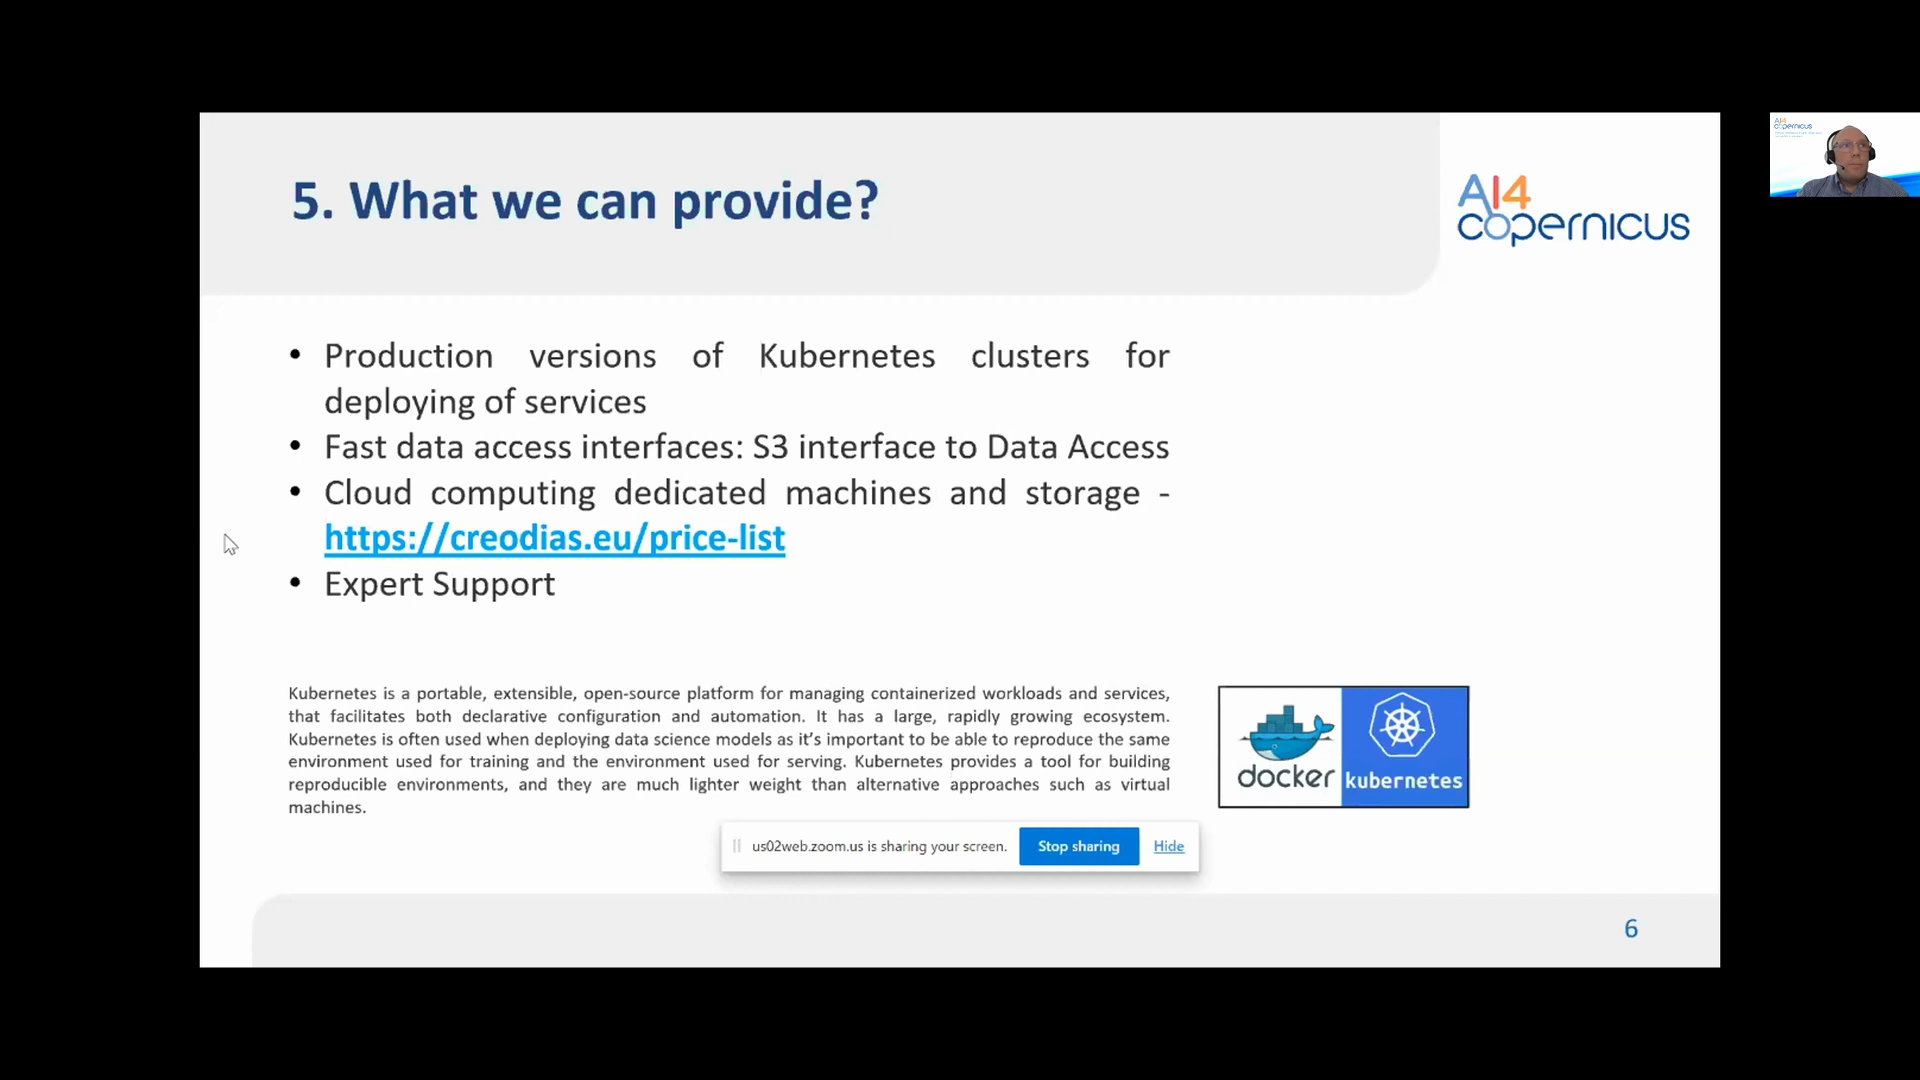 5. What we can provide?
AI4
copernicus
AI4
copernicus
• Production versions of Kubernetes clusters for
deploying of services
• Fast data access interfaces: S3 interface to Data Access
• Cloud computing dedicated machines and storage -
https://creodias.eu/price-list
• Expert Support
Kubernetes is a portable, extensible, open-source platform for managing containerized workloads and services,
that facilitates both declarative configuration and automation. It has a large, rapidly growing ecosystem.
Kubernetes is often used when deploying data science models as it’s important to be able to reproduce the same
environment used for training and the environment used for serving. Kubernetes provides a tool for building
reproducible environments, and they are much lighter weight than alternative approaches such as virtual
machines.
docker
kubernetes
us02web.zoom.us is sharing your screen.
Stop sharing
Hide
6